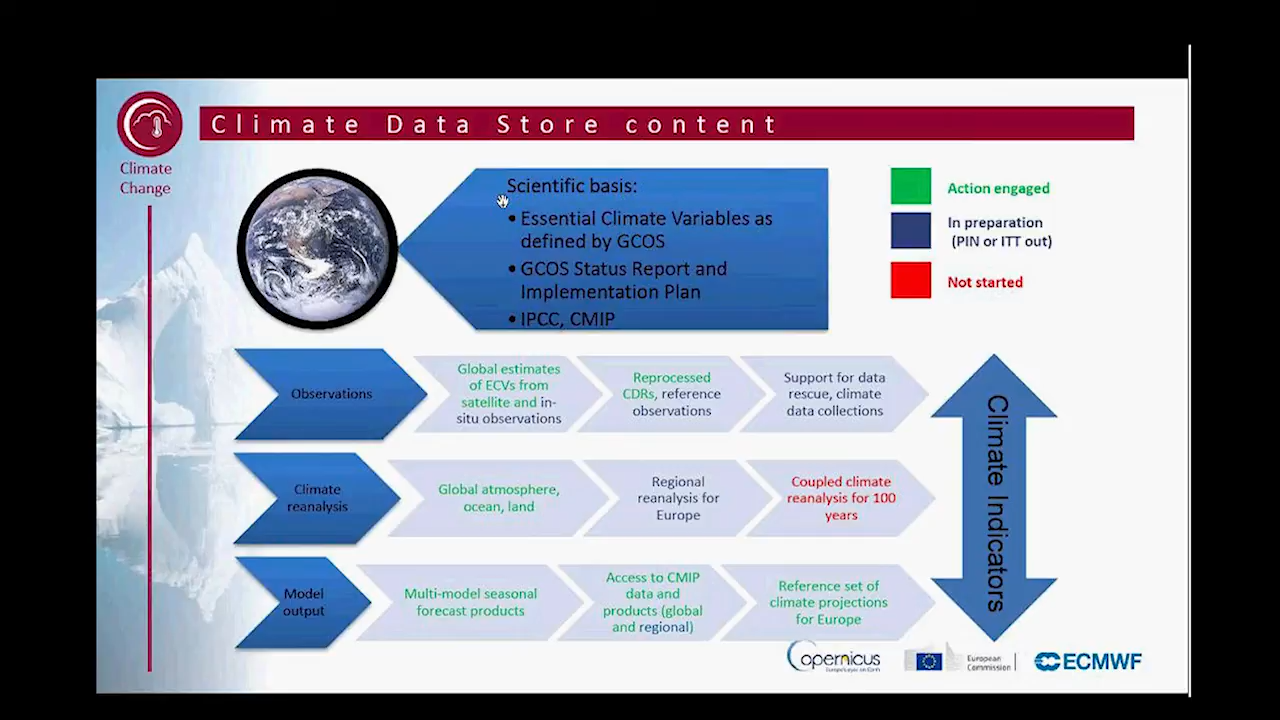 Climate Data Store content
Climate
Change
Scientific basis:
• Essential Climate Variables as
defined by GCOS
• GCOS Status Report and
Implementation Plan
• IPCC, CMIP
Action engaged
In preparation
(PIN or ITT out)
Not started
Observations
Global estimates
of ECVs from
satellite and in-
situ observations
Reprocessed
CDRs, reference
observations
Support for data
rescue, climate
data collections
Climate
reanalysis
Global atmosphere,
ocean, land
Regional
reanalysis for
Europe
Coupled climate
reanalysis for 100
years
Model
output
Multi-model seasonal
forecast products
Access to CMIP
data and
products (global
and regional)
Reference set of
climate projections
for Europe
Climate Indicators
opernicus
Europe's eyes on Earth
European
Commission
ECMWF